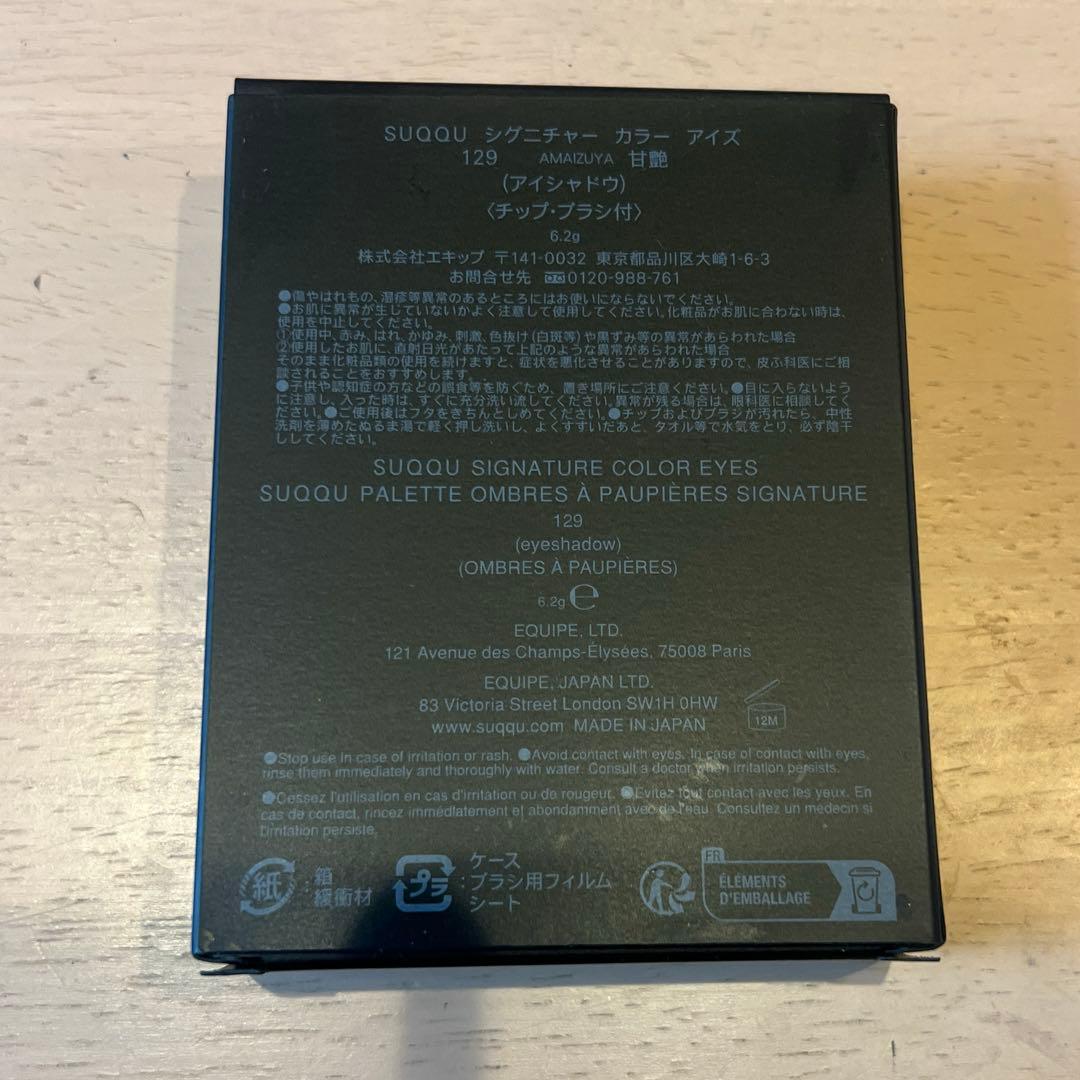 SUQQU シグニチャー カラー アイズ
129 AMAIZUYA 甘艶
(アイシャドウ)
〈チップ・ブラシ付〉
6.2g
株式会社エキップ 〒141-0032 東京都品川区大崎1-6-3
お問合せ先 0120-988-761
●傷やはれもの、湿疹等異常のあるところにはお使いにならないでください。
●お肌に異常が生じていないかよく注意して使用してください。化粧品がお肌に合わない時は、
使用を中止してください。
①使用中、赤み、はれ、かゆみ、刺激、色抜け(白斑等)や黒ずみ等の異常があらわれた場合
②使用したお肌に、直射日光があたって上記のような異常があらわれた場合
そのまま化粧品類の使用を続けますと、症状を悪化させることがありますので、皮ふ科医にご相
談されることをおすすめします。
●子供や認知症の方などの誤食等を防ぐため、置き場所にご注意ください。●目に入らないよう
に注意し、入った時は、すぐに充分洗い流してください。異常が残る場合は、眼科医に相談してく
ださい。●ご使用後はフタをきちんとしめてください。●チップおよびブラシが汚れたら、中性
洗剤を薄めたぬるま湯で軽く押し洗いし、よくすすいだあと、タオル等で水気をとり、必ず陰干
ししてください。
SUQQU SIGNATURE COLOR EYES
SUQQU PALETTE OMBRES À PAUPIÈRES SIGNATURE
129
(eyeshadow)
(OMBRES À PAUPIÈRES)
6.2g ℮
EQUIPE, LTD.
121 Avenue des Champs-Élysées, 75008 Paris
EQUIPE, JAPAN LTD.
83 Victoria Street London SW1H 0HW
www.suqqu.com MADE IN JAPAN 12M
●Stop use in case of irritation or rash. ●Avoid contact with eyes. In case of contact with eyes,
rinse them immediately and thoroughly with water. Consult a doctor when irritation persists.
●Cessez l'utilisation en cas d'irritation ou de rougeur. ●Evitez tout contact avec les yeux. En
cas de contact, rincez immédiatement et abondamment avec de l'eau. Consultez un medecin si
l'irritation persiste.
紙 : 箱
緩衝材
プラ : ケース
ブラシ用フィルム
シート
FR
ÉLÉMENTS
D'EMBALLAGE